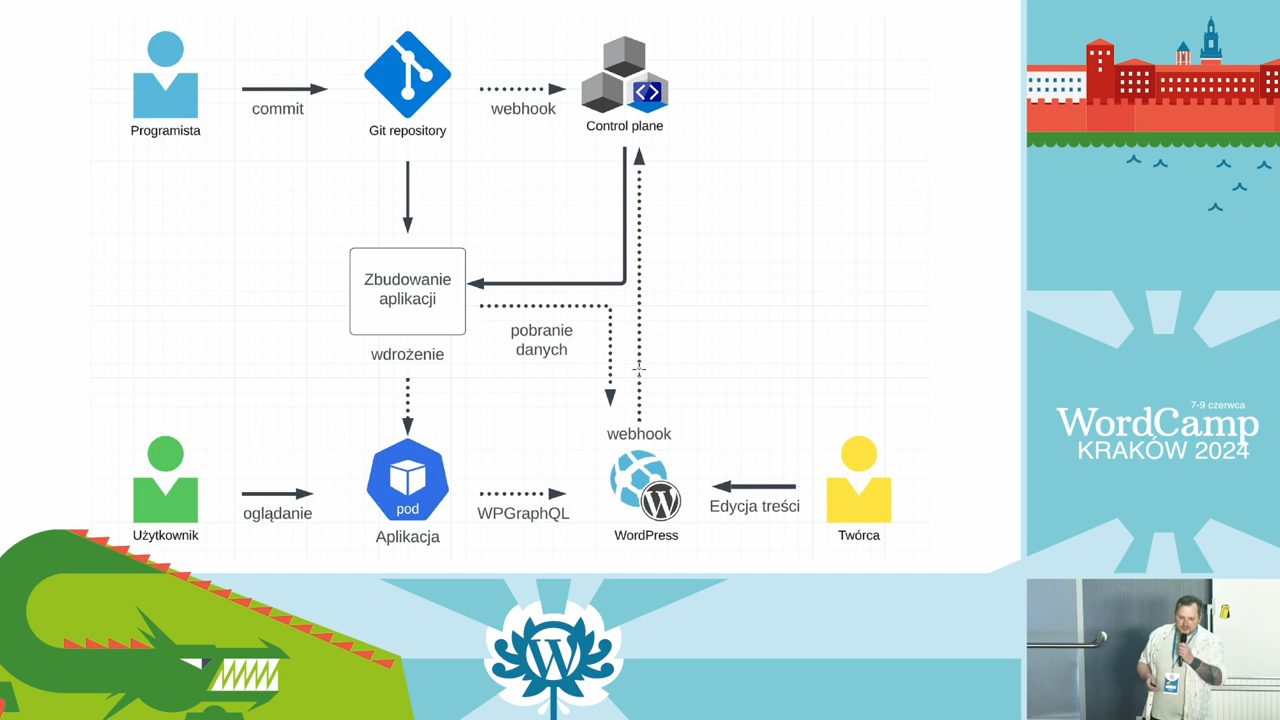 Programista
commit
Git repository
webhook
Control plane
Zbudowanie
aplikacji
pobranie
danych
wdrożenie
webhook
Użytkownik
oglądanie
pod
Aplikacja
WPGraphQL
WordPress
Edycja treści
Twórca
7-9 czerwca
WordCamp
KRAKÓW 2024